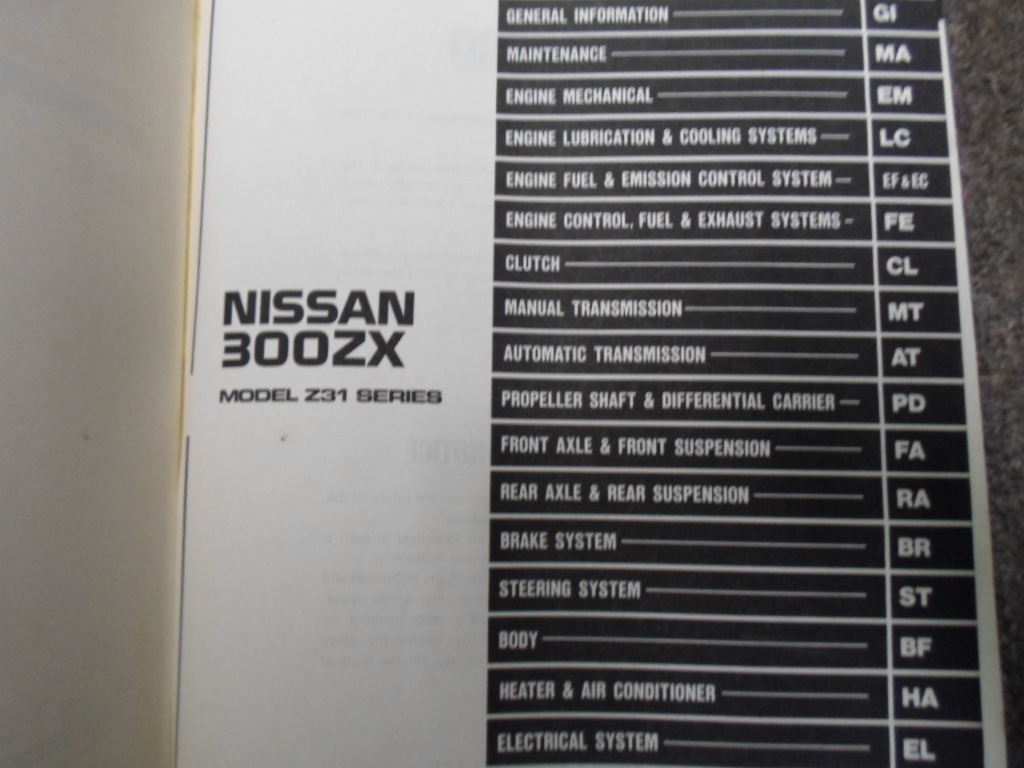 NISSAN
300ZX
MODEL Z31 SERIES
GENERAL INFORMATION GI
MAINTENANCE MA
ENGINE MECHANICAL EM
ENGINE LUBRICATION & COOLING SYSTEMS LC
ENGINE FUEL & EMISSION CONTROL SYSTEM EF & EC
ENGINE CONTROL, FUEL & EXHAUST SYSTEMS FE
CLUTCH CL
MANUAL TRANSMISSION MT
AUTOMATIC TRANSMISSION AT
PROPELLER SHAFT & DIFFERENTIAL CARRIER PD
FRONT AXLE & FRONT SUSPENSION FA
REAR AXLE & REAR SUSPENSION RA
BRAKE SYSTEM BR
STEERING SYSTEM ST
BODY BF
HEATER & AIR CONDITIONER HA
ELECTRICAL SYSTEM EL